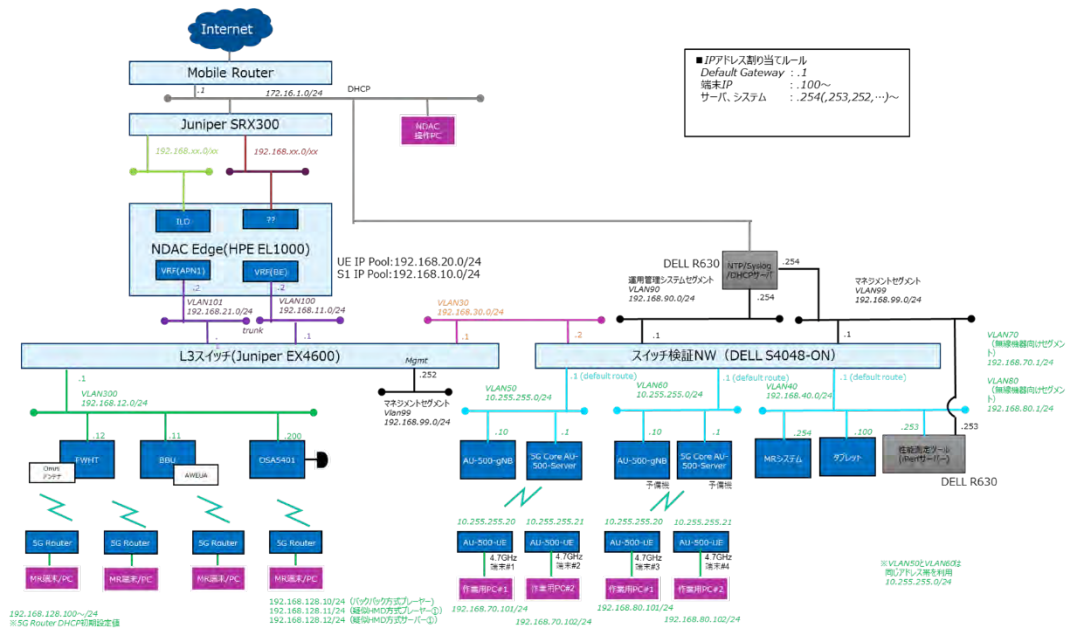 Internet
Mobile Router
.1
172.16.1.0/24
DHCP
■IPアドレス割り当てルール
Default Gateway : .1
端末IP : .100～
サーバ、システム : .254(,253,252,…)～
Juniper SRX300
NDAC
操作PC
192.168.xx.0/xx
192.168.xx.0/xx
??
NDAC Edge(HPE EL1000)
VRF(APN1)
UE IP Pool:192.168.20.0/24
S1 IP Pool:192.168.10.0/24
.2
.2
VLAN101
192.168.21.0/24
VLAN100
192.168.11.0/24
trunk
.1
.1
VLAN30
192.168.30.0/24
.1
.2
DELL R630
NTP/Syslog
/DHCPサーバ
.254
.254
運用管理システムセグメント
VLAN90
192.168.90.0/24
マネジメントセグメント
VLAN99
192.168.99.0/24
.1
.1
L3スイッチ(Juniper EX4600)
Mgmt
スイッチ検証NW（DELL S4048-ON）
VLAN70
（無線機器向けセグメント）
192.168.70.1/24
VLAN80
（無線機器向けセグメント）
192.168.80.1/24
.1
VLAN300
192.168.12.0/24
.252
マネジメントセグメント
Vlan99
192.168.99.0/24
.1 (default route)
VLAN50
10.255.255.0/24
.1 (default route)
VLAN60
10.255.255.0/24
.1 (default route)
VLAN40
192.168.40.0/24
.12
.11
.200
.10
.1
.10
.1
.254
.100
.253
.253
FWHT
BBU
OSA5401
Omni
アンテナ
AWEUA
AU-500-gNB
5G Core AU-
500-Server
AU-500-gNB
予備機
5G Core AU-
500-Server
予備機
MRシステム
タブレット
性能測定ツール
(iPerfサーバー)
DELL R630
10.255.255.20
10.255.255.21
10.255.255.20
10.255.255.21
5G Router
5G Router
5G Router
5G Router
AU-500-UE
AU-500-UE
AU-500-UE
AU-500-UE
4.7GHz
端末#1
4.7GHz
端末#2
4.7GHz
端末#3
4.7GHz
端末#4
MR端末/PC
MR端末/PC
MR端末/PC
MR端末/PC
作業用PC#1
作業用PC#2
作業用PC#1
作業用PC#2
※VLAN50とVLAN60は
同じアドレス帯を利用
10.255.255.0/24
192.168.70.101/24
192.168.70.102/24
192.168.80.101/24
192.168.80.102/24
192.168.128.100～/24
※5G Router DHCP初期設定値
192.168.128.10/24（バックパック方式プレーヤー）
192.168.128.11/24（疑似HMD方式プレーヤー①）
192.168.128.12/24（疑似HMD方式サーバー①）